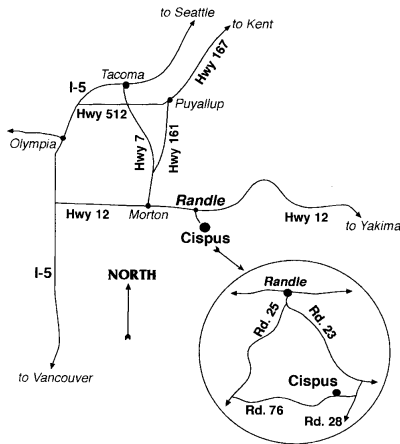 to Seattle
to Kent
Tacoma
Hwy 167
I-5
Puyallup
Hwy 512
Olympia
Hwy 7
Hwy 161
Randle
Hwy 12
Morton
Hwy 12
Cispus
to Yakima
I-5
NORTH
Randle
Rd. 25
Rd. 23
to Vancouver
Cispus
Rd. 76
Rd. 28